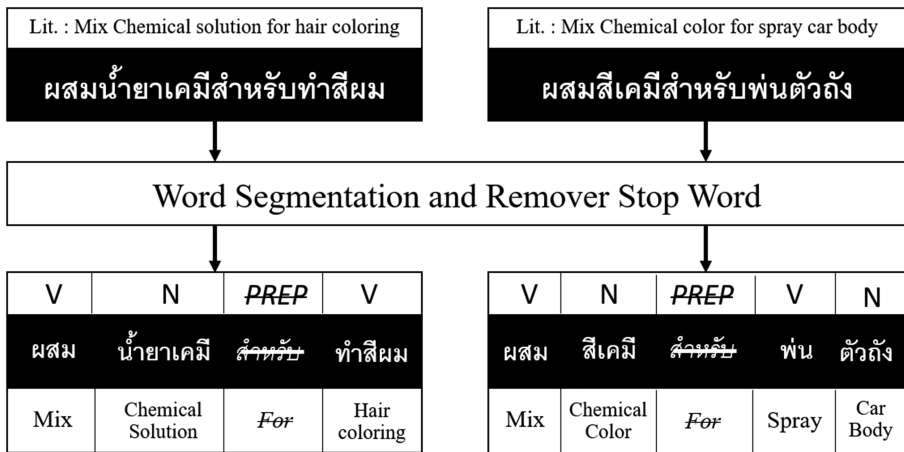 Lit. : Mix Chemical solution for hair coloring
ผสมน้ำยาเคมีสำหรับทำสีผม
Lit. : Mix Chemical color for spray car body
ผสมสีเคมีสำหรับพ่นตัวถัง
Word Segmentation and Remover Stop Word
V N PREP V
ผสม น้ำยาเคมี สำหรับ ทำสีผม
Mix Chemical Solution For Hair coloring
V N PREP V N
ผสม สีเคมี สำหรับ พ่น ตัวถัง
Mix Chemical Color For Spray Car Body